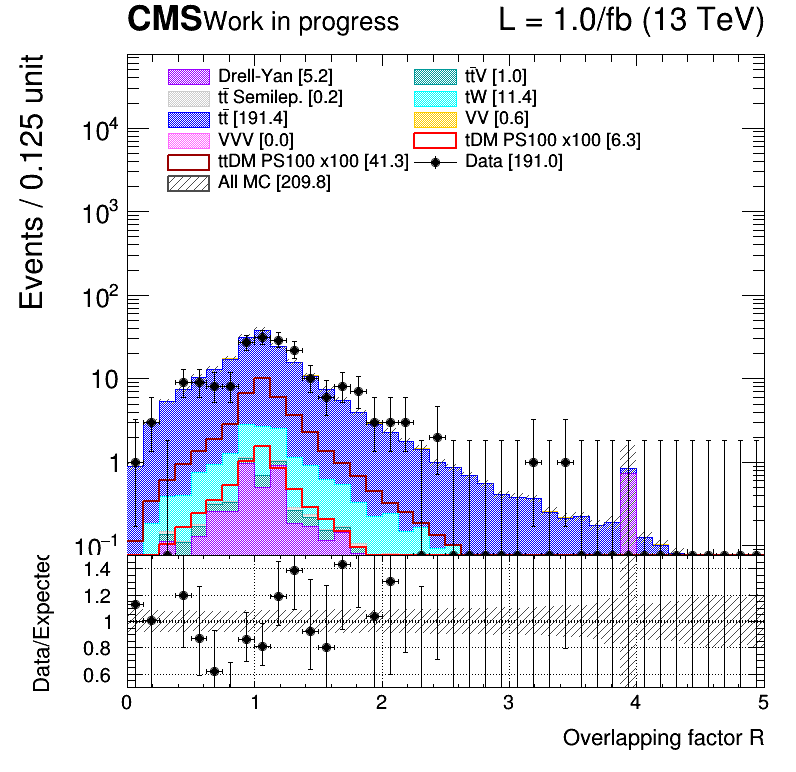 CMS Work in progress L = 1.0/fb (13 TeV)
Events / 0.125 unit
Drell-Yan [5.2] tt̄V [1.0]
tt̄ Semilep. [0.2] tW [11.4]
tt̄ [191.4] VV [0.6]
VVV [0.0] tDM PS100 x100 [6.3]
ttDM PS100 x100 [41.3] Data [191.0]
All MC [209.8]
10⁴
10³
10²
10
1
10⁻¹
Data/Expected
1.4
1.2
1
0.8
0.6
0 1 2 3 4 5
Overlapping factor R